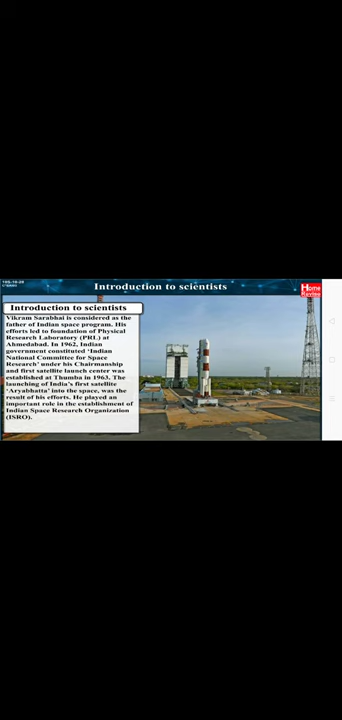 Introduction to scientists
Home
Revise
Introduction to scientists
Vikram Sarabhai is considered as the
father of Indian space program. His
efforts led to foundation of Physical
Research Laboratory (PRL) at
Ahmedabad. In 1962, Indian
government constituted 'Indian
National Committee for Space
Research' under his Chairmanship
and first satellite launch center was
established at Thumba in 1963. The
launching of India's first satellite
'Aryabhatta' into the space, was the
result of his efforts. He played an
important role in the establishment of
Indian Space Research Organization
(ISRO).